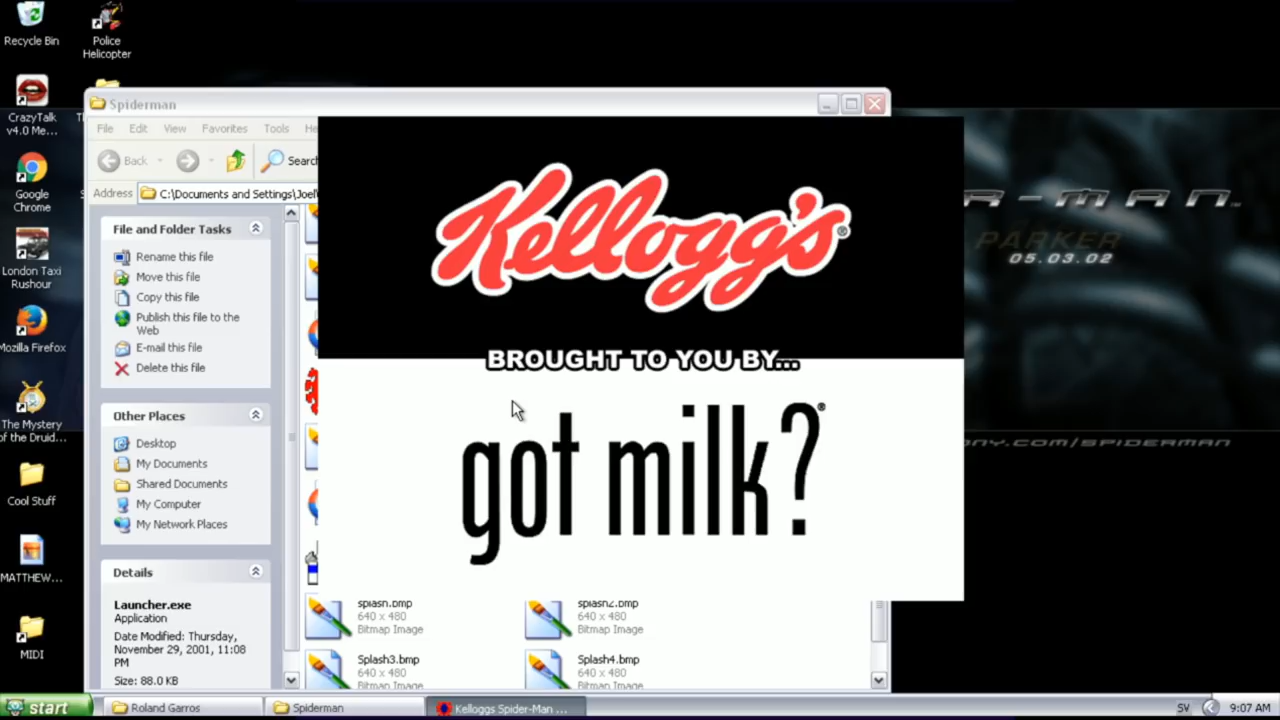 Recycle Bin
Police
Helicopter
CrazyTalk
v4.0 Me...
Google
Chrome
London Taxi
Rushour
Mozilla Firefox
The Mystery
of the Druid...
Cool Stuff
MATTHEW...
MIDI
Spiderman
File Edit View Favorites Tools He
Back
Search
Address C:\Documents and Settings\Joel
File and Folder Tasks
Rename this file
Move this file
Copy this file
Publish this file to the
Web
E-mail this file
Delete this file
Other Places
Desktop
My Documents
Shared Documents
My Computer
My Network Places
Details
Launcher.exe
Application
Date Modified: Thursday,
November 29, 2001, 11:08
PM
Size: 88.0 KB
Kellogg's®
BROUGHT TO YOU BY...
got milk?®
splash.bmp
640 x 480
Bitmap Image
splash2.bmp
640 x 480
Bitmap Image
Splash3.bmp
640 x 480
Bitmap Image
Splash4.bmp
640 x 480
Bitmap Image
R-MAN™
PARKER
05.03.02
ONY.COM/SPIDERMAN
start
Roland Garros
Spiderman
Kelloggs Spider-Man ...
SV
9:07 AM